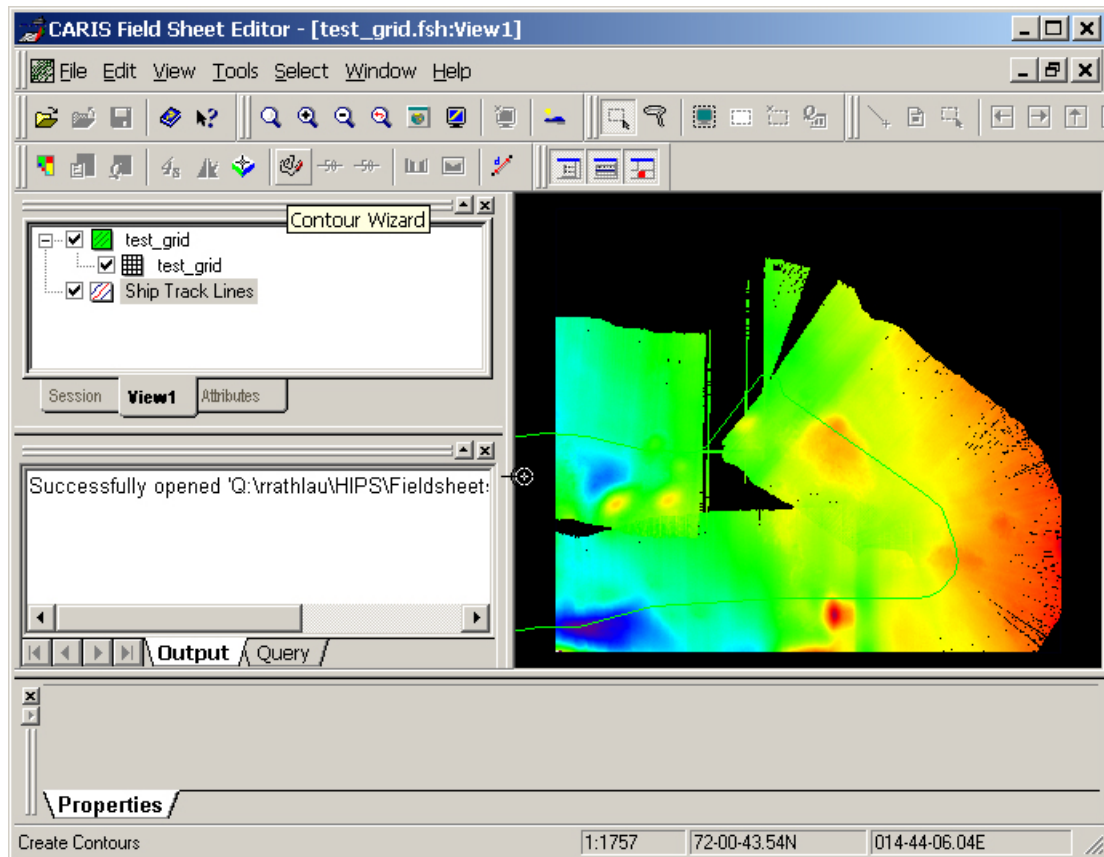 CARIS Field Sheet Editor - [test_grid.fsh:View1]
File Edit View Tools Select Window Help
-50- -50-
Contour Wizard
test_grid
test_grid
Ship Track Lines
Session View1 Attributes
Successfully opened 'Q:\rrathlau\HIPS\Fieldsheets
Output Query
Properties
Create Contours 1:1757 72-00-43.54N 014-44-06.04E